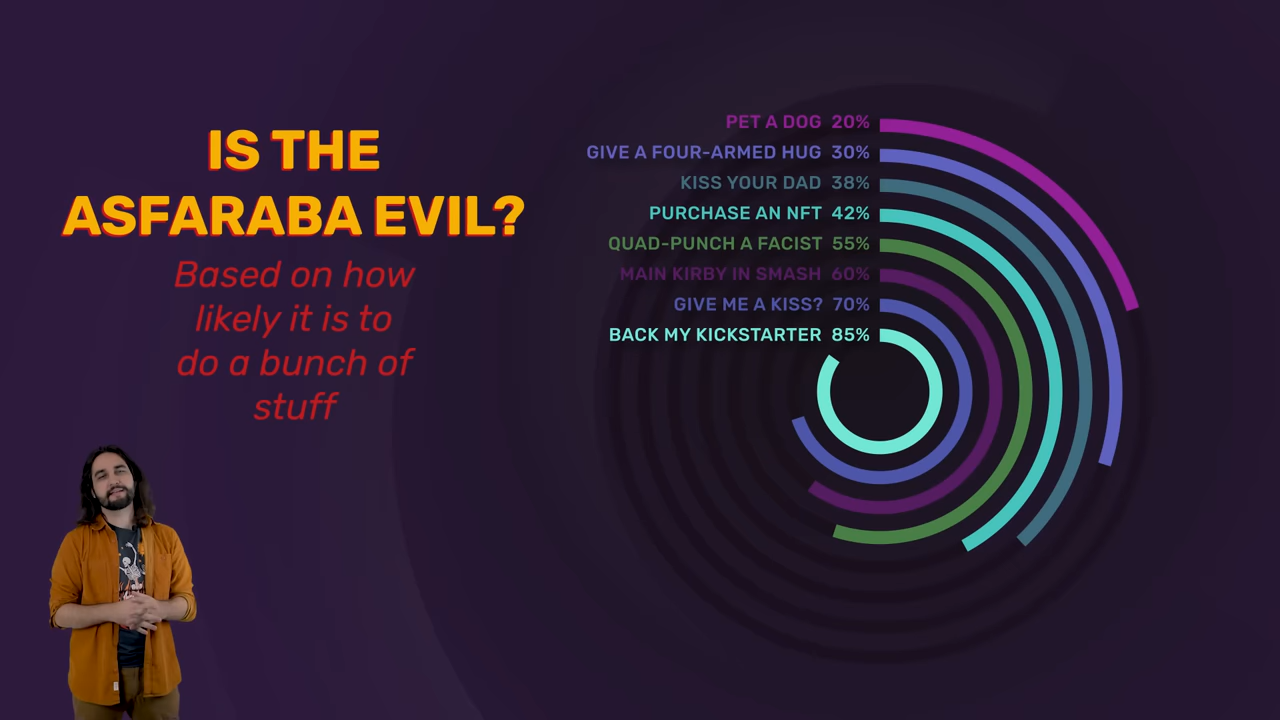 IS THE
ASFARABA EVIL?
Based on how
likely it is to
do a bunch of
stuff
PET A DOG 20%
GIVE A FOUR-ARMED HUG 30%
KISS YOUR DAD 38%
PURCHASE AN NFT 42%
QUAD-PUNCH A FACIST 55%
MAIN KIRBY IN SMASH 60%
GIVE ME A KISS? 70%
BACK MY KICKSTARTER 85%